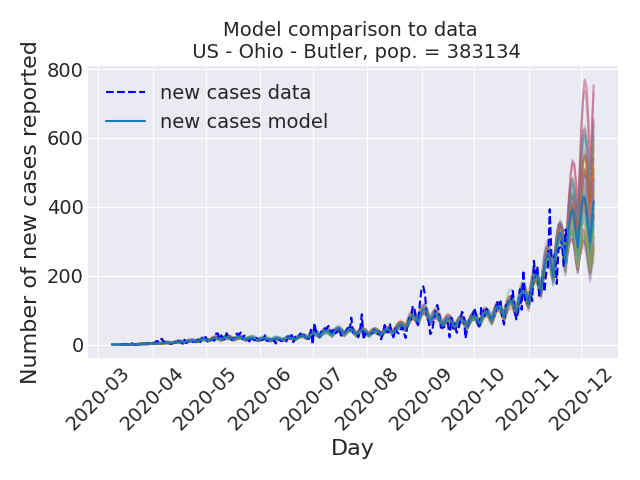 Model comparison to data
US - Ohio - Butler, pop. = 383134
Number of new cases reported
800
600
400
200
0
new cases data
new cases model
2020-03
2020-04
2020-05
2020-06
2020-07
2020-08
2020-09
2020-10
2020-11
2020-12
Day